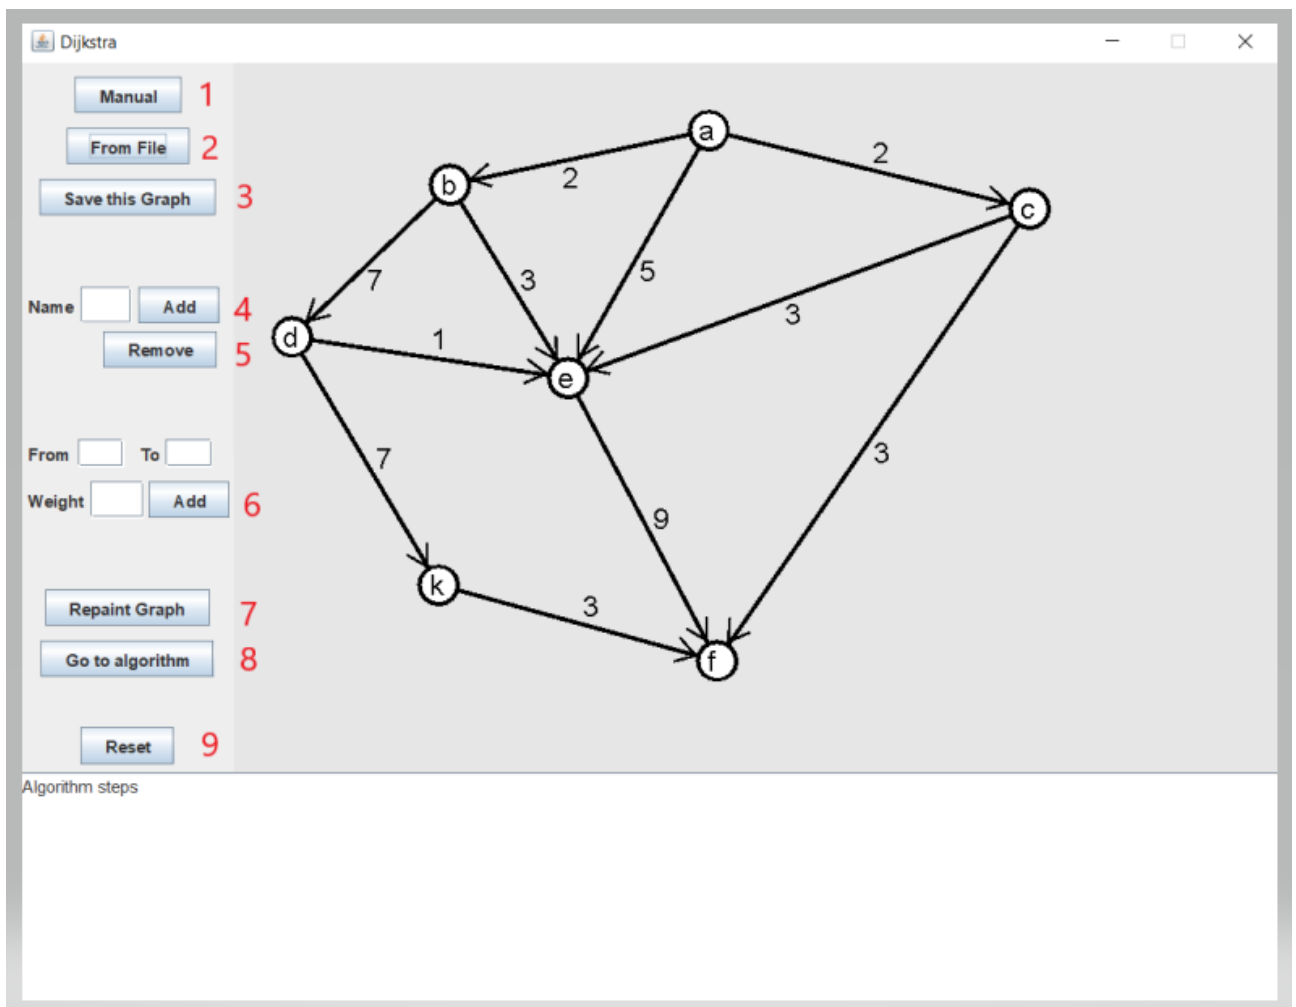 Dijkstra
Manual 1
From File 2
Save this Graph 3
Name Add 4
Remove 5
From To
Weight Add 6
Repaint Graph 7
Go to algorithm 8
Reset 9
a
2
2
b
c
7
3
5
3
d
1
e
7
3
9
k
3
f
Algorithm steps